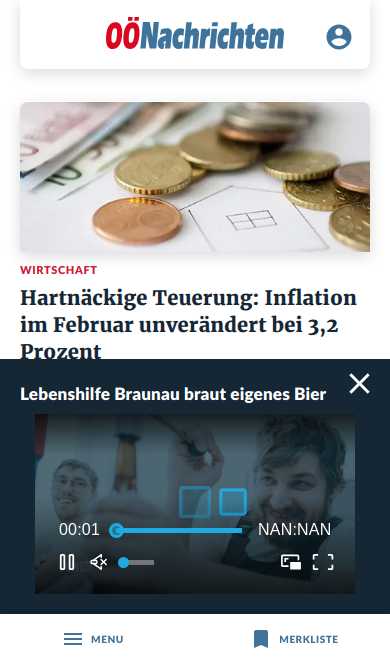 OÖNachrichten
WIRTSCHAFT
Hartnäckige Teuerung: Inflation
im Februar unverändert bei 3,2
Prozent
Lebenshilfe Braunau braut eigenes Bier
00:01
NAN:NAN
MENU
MERKLISTE